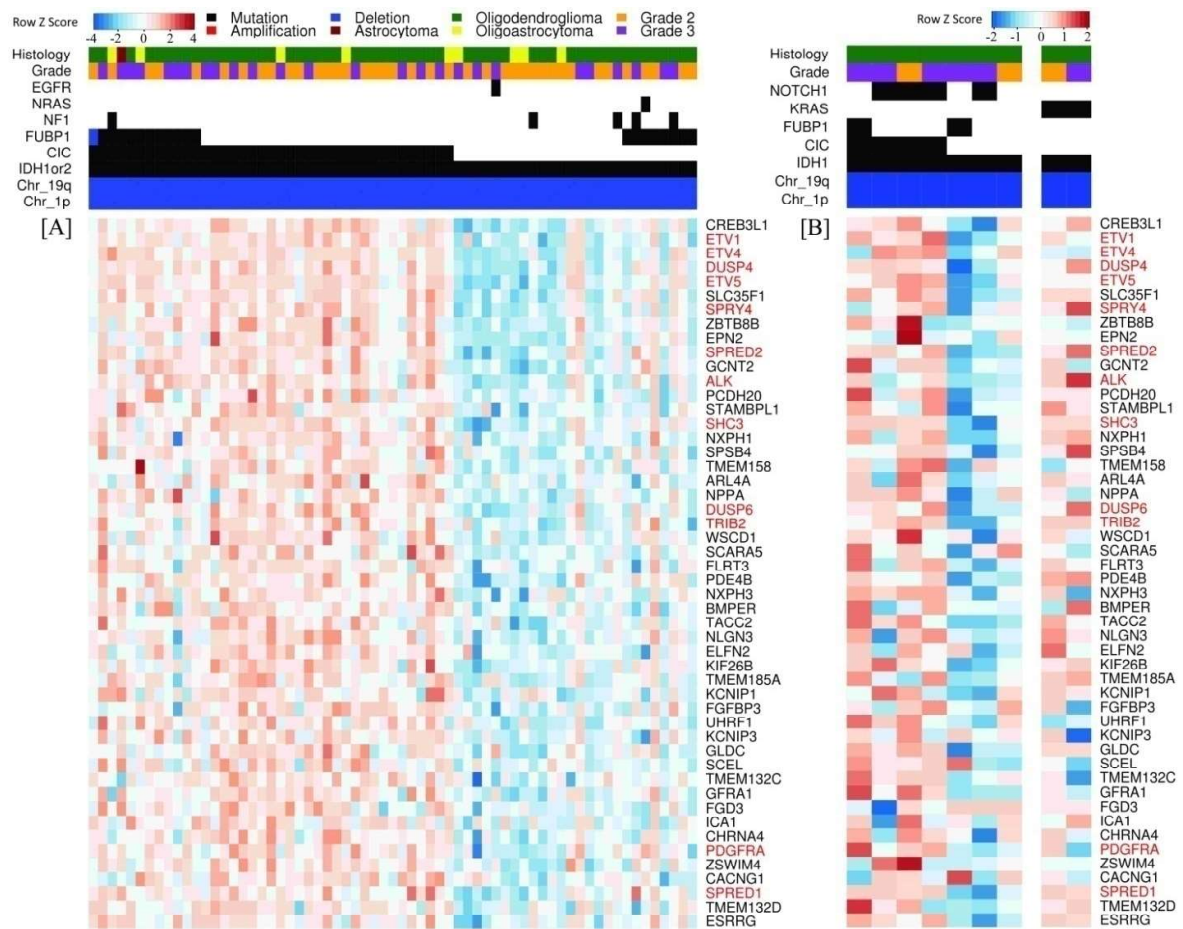 Row Z Score
-4 -2 0 2 4
Mutation Deletion Oligodendroglioma Grade 2
Amplification Astrocytoma Oligoastrocytoma Grade 3
Histology
Grade
EGFR
NRAS
NF1
FUBP1
CIC
IDH1or2
Chr_19q
Chr_1p
[A]
CREB3L1
ETV1
ETV4
DUSP4
ETV5
SLC35F1
SPRY4
ZBTB8B
EPN2
SPRED2
GCNT2
ALK
PCDH20
STAMBPL1
SHC3
NXPH1
SPSB4
TMEM158
ARL4A
NPPA
DUSP6
TRIB2
WSCD1
SCARA5
FLRT3
PDE4B
NXPH3
BMPER
TACC2
NLGN3
ELFN2
KIF26B
TMEM185A
KCNIP1
FGFBP3
UHRF1
KCNIP3
GLDC
SCEL
TMEM132C
GFRA1
FGD3
ICA1
CHRNA4
PDGFRA
ZSWIM4
CACNG1
SPRED1
TMEM132D
ESRRG
Row Z Score
-2 -1 0 1 2
Histology
Grade
NOTCH1
KRAS
FUBP1
CIC
IDH1
Chr_19q
Chr_1p
[B]
CREB3L1
ETV1
ETV4
DUSP4
ETV5
SLC35F1
SPRY4
ZBTB8B
EPN2
SPRED2
GCNT2
ALK
PCDH20
STAMBPL1
SHC3
NXPH1
SPSB4
TMEM158
ARL4A
NPPA
DUSP6
TRIB2
WSCD1
SCARA5
FLRT3
PDE4B
NXPH3
BMPER
TACC2
NLGN3
ELFN2
KIF26B
TMEM185A
KCNIP1
FGFBP3
UHRF1
KCNIP3
GLDC
SCEL
TMEM132C
GFRA1
FGD3
ICA1
CHRNA4
PDGFRA
ZSWIM4
CACNG1
SPRED1
TMEM132D
ESRRG